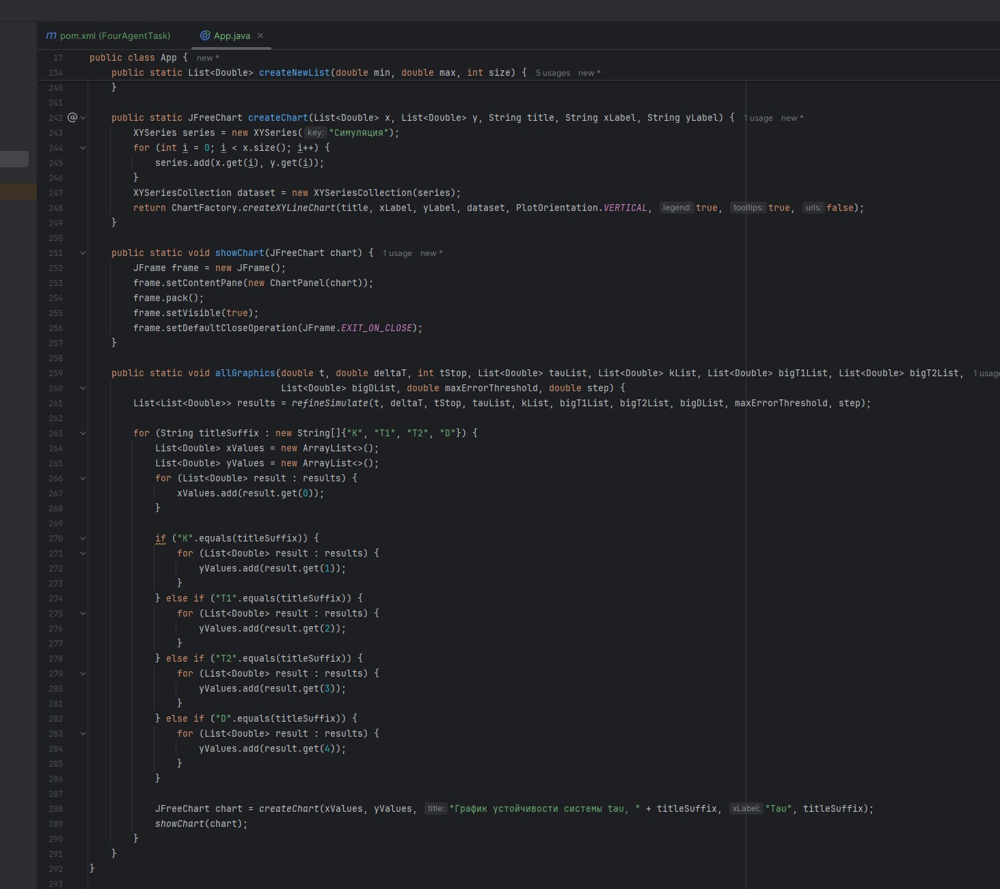 m pom.xml (FourAgentTask) App.java ×
17 public class App { new *
234 public static List<Double> createNewList(double min, double max, int size) { 5 usages new *
240 }
241
242 @ public static JFreeChart createChart(List<Double> x, List<Double> y, String title, String xLabel, String yLabel) { 1 usage new *
243 XYSeries series = new XYSeries( key: "Симуляция");
244 for (int i = 0; i < x.size(); i++) {
245 series.add(x.get(i), y.get(i));
246 }
247 XYSeriesCollection dataset = new XYSeriesCollection(series);
248 return ChartFactory.createXYLineChart(title, xLabel, yLabel, dataset, PlotOrientation.VERTICAL, legend: true, tooltips: true, urls: false);
249 }
250
251 public static void showChart(JFreeChart chart) { 1 usage new *
252 JFrame frame = new JFrame();
253 frame.setContentPane(new ChartPanel(chart));
254 frame.pack();
255 frame.setVisible(true);
256 frame.setDefaultCloseOperation(JFrame.EXIT_ON_CLOSE);
257 }
258
259 public static void allGraphics(double t, double deltaT, int tStop, List<Double> tauList, List<Double> kList, List<Double> bigT1List, List<Double> bigT2List, 1 usage
260 List<Double> bigDList, double maxErrorThreshold, double step) {
261 List<List<Double>> results = refineSimulate(t, deltaT, tStop, tauList, kList, bigT1List, bigT2List, bigDList, maxErrorThreshold, step);
262
263 for (String titleSuffix : new String[]{"K", "T1", "T2", "D"}) {
264 List<Double> xValues = new ArrayList<>();
265 List<Double> yValues = new ArrayList<>();
266 for (List<Double> result : results) {
267 xValues.add(result.get(0));
268 }
269
270 if ("K".equals(titleSuffix)) {
271 for (List<Double> result : results) {
272 yValues.add(result.get(1));
273 }
274 } else if ("T1".equals(titleSuffix)) {
275 for (List<Double> result : results) {
276 yValues.add(result.get(2));
277 }
278 } else if ("T2".equals(titleSuffix)) {
279 for (List<Double> result : results) {
280 yValues.add(result.get(3));
281 }
282 } else if ("D".equals(titleSuffix)) {
283 for (List<Double> result : results) {
284 yValues.add(result.get(4));
285 }
286 }
287
288 JFreeChart chart = createChart(xValues, yValues, title: "График устойчивости системы tau, " + titleSuffix, xLabel: "Tau", titleSuffix);
289 showChart(chart);
290 }
291 }
292 }
293